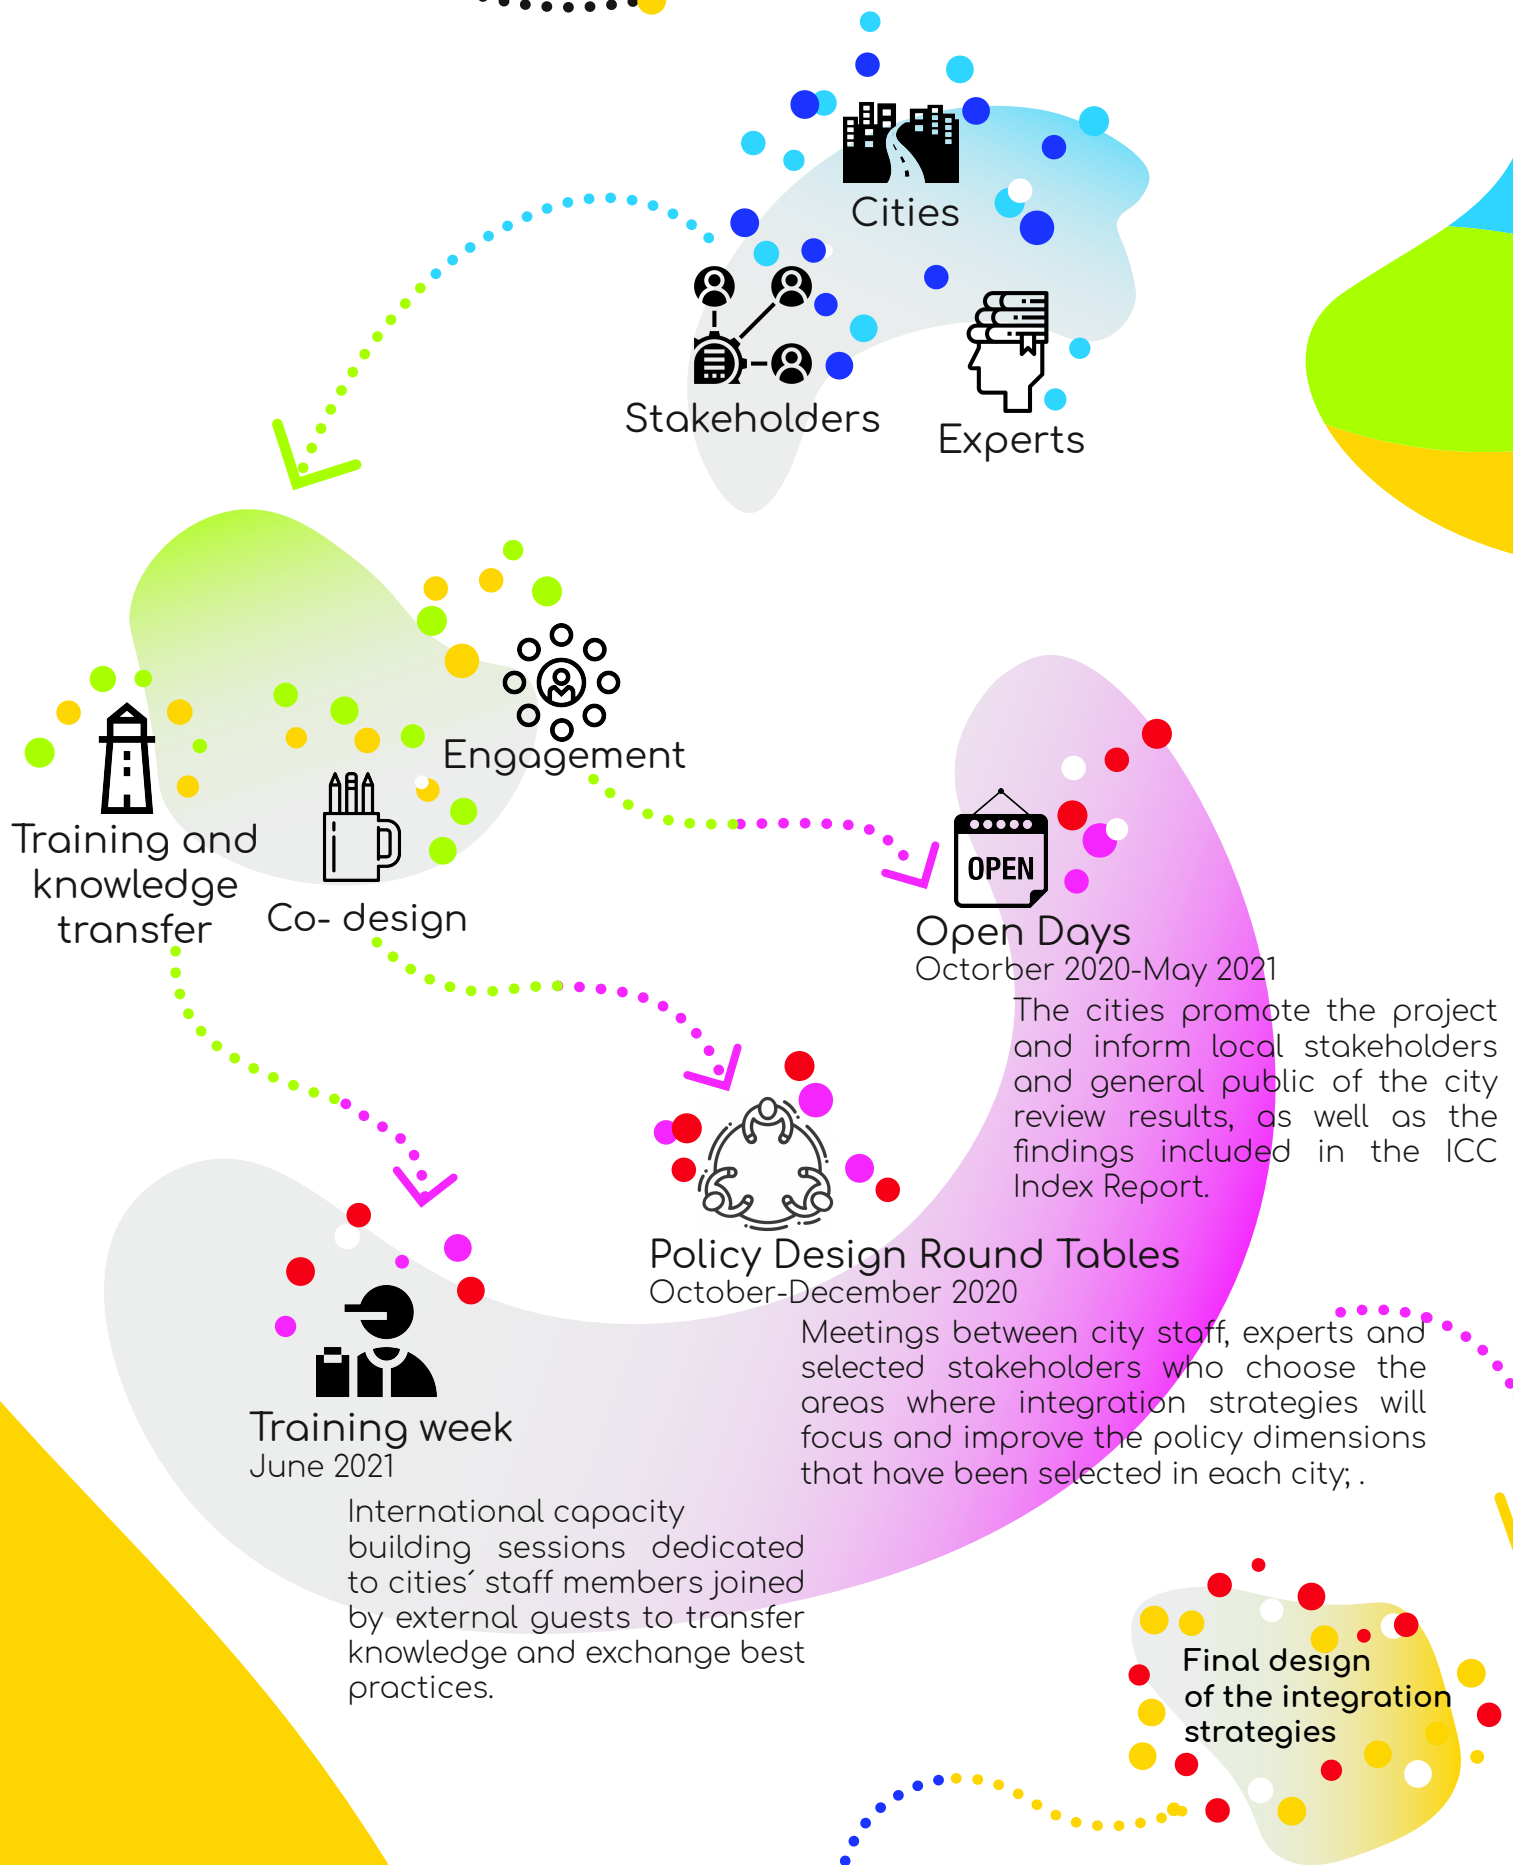 Cities
Stakeholders
Experts
Engagement
Training and
knowledge
transfer
Co- design
OPEN
Open Days
Octorber 2020-May 2021
The cities promote the project
and inform local stakeholders
and general public of the city
review results, as well as the
findings included in the ICC
Index Report.
Policy Design Round Tables
October-December 2020
Meetings between city staff, experts and
selected stakeholders who choose the
areas where integration strategies will
focus and improve the policy dimensions
that have been selected in each city; .
Training week
June 2021
International capacity
building sessions dedicated
to cities´ staff members joined
by external guests to transfer
knowledge and exchange best
practices.
Final design
of the integration
strategies